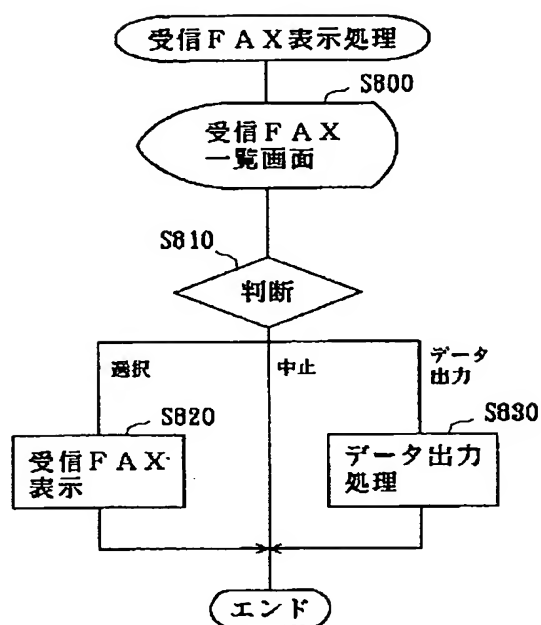 受信ＦＡＸ表示処理
S800
受信ＦＡＸ
一覧画面
S810
判断
選択
中止
データ
出力
S820
受信ＦＡＸ
表示
S830
データ出力
処理
エンド